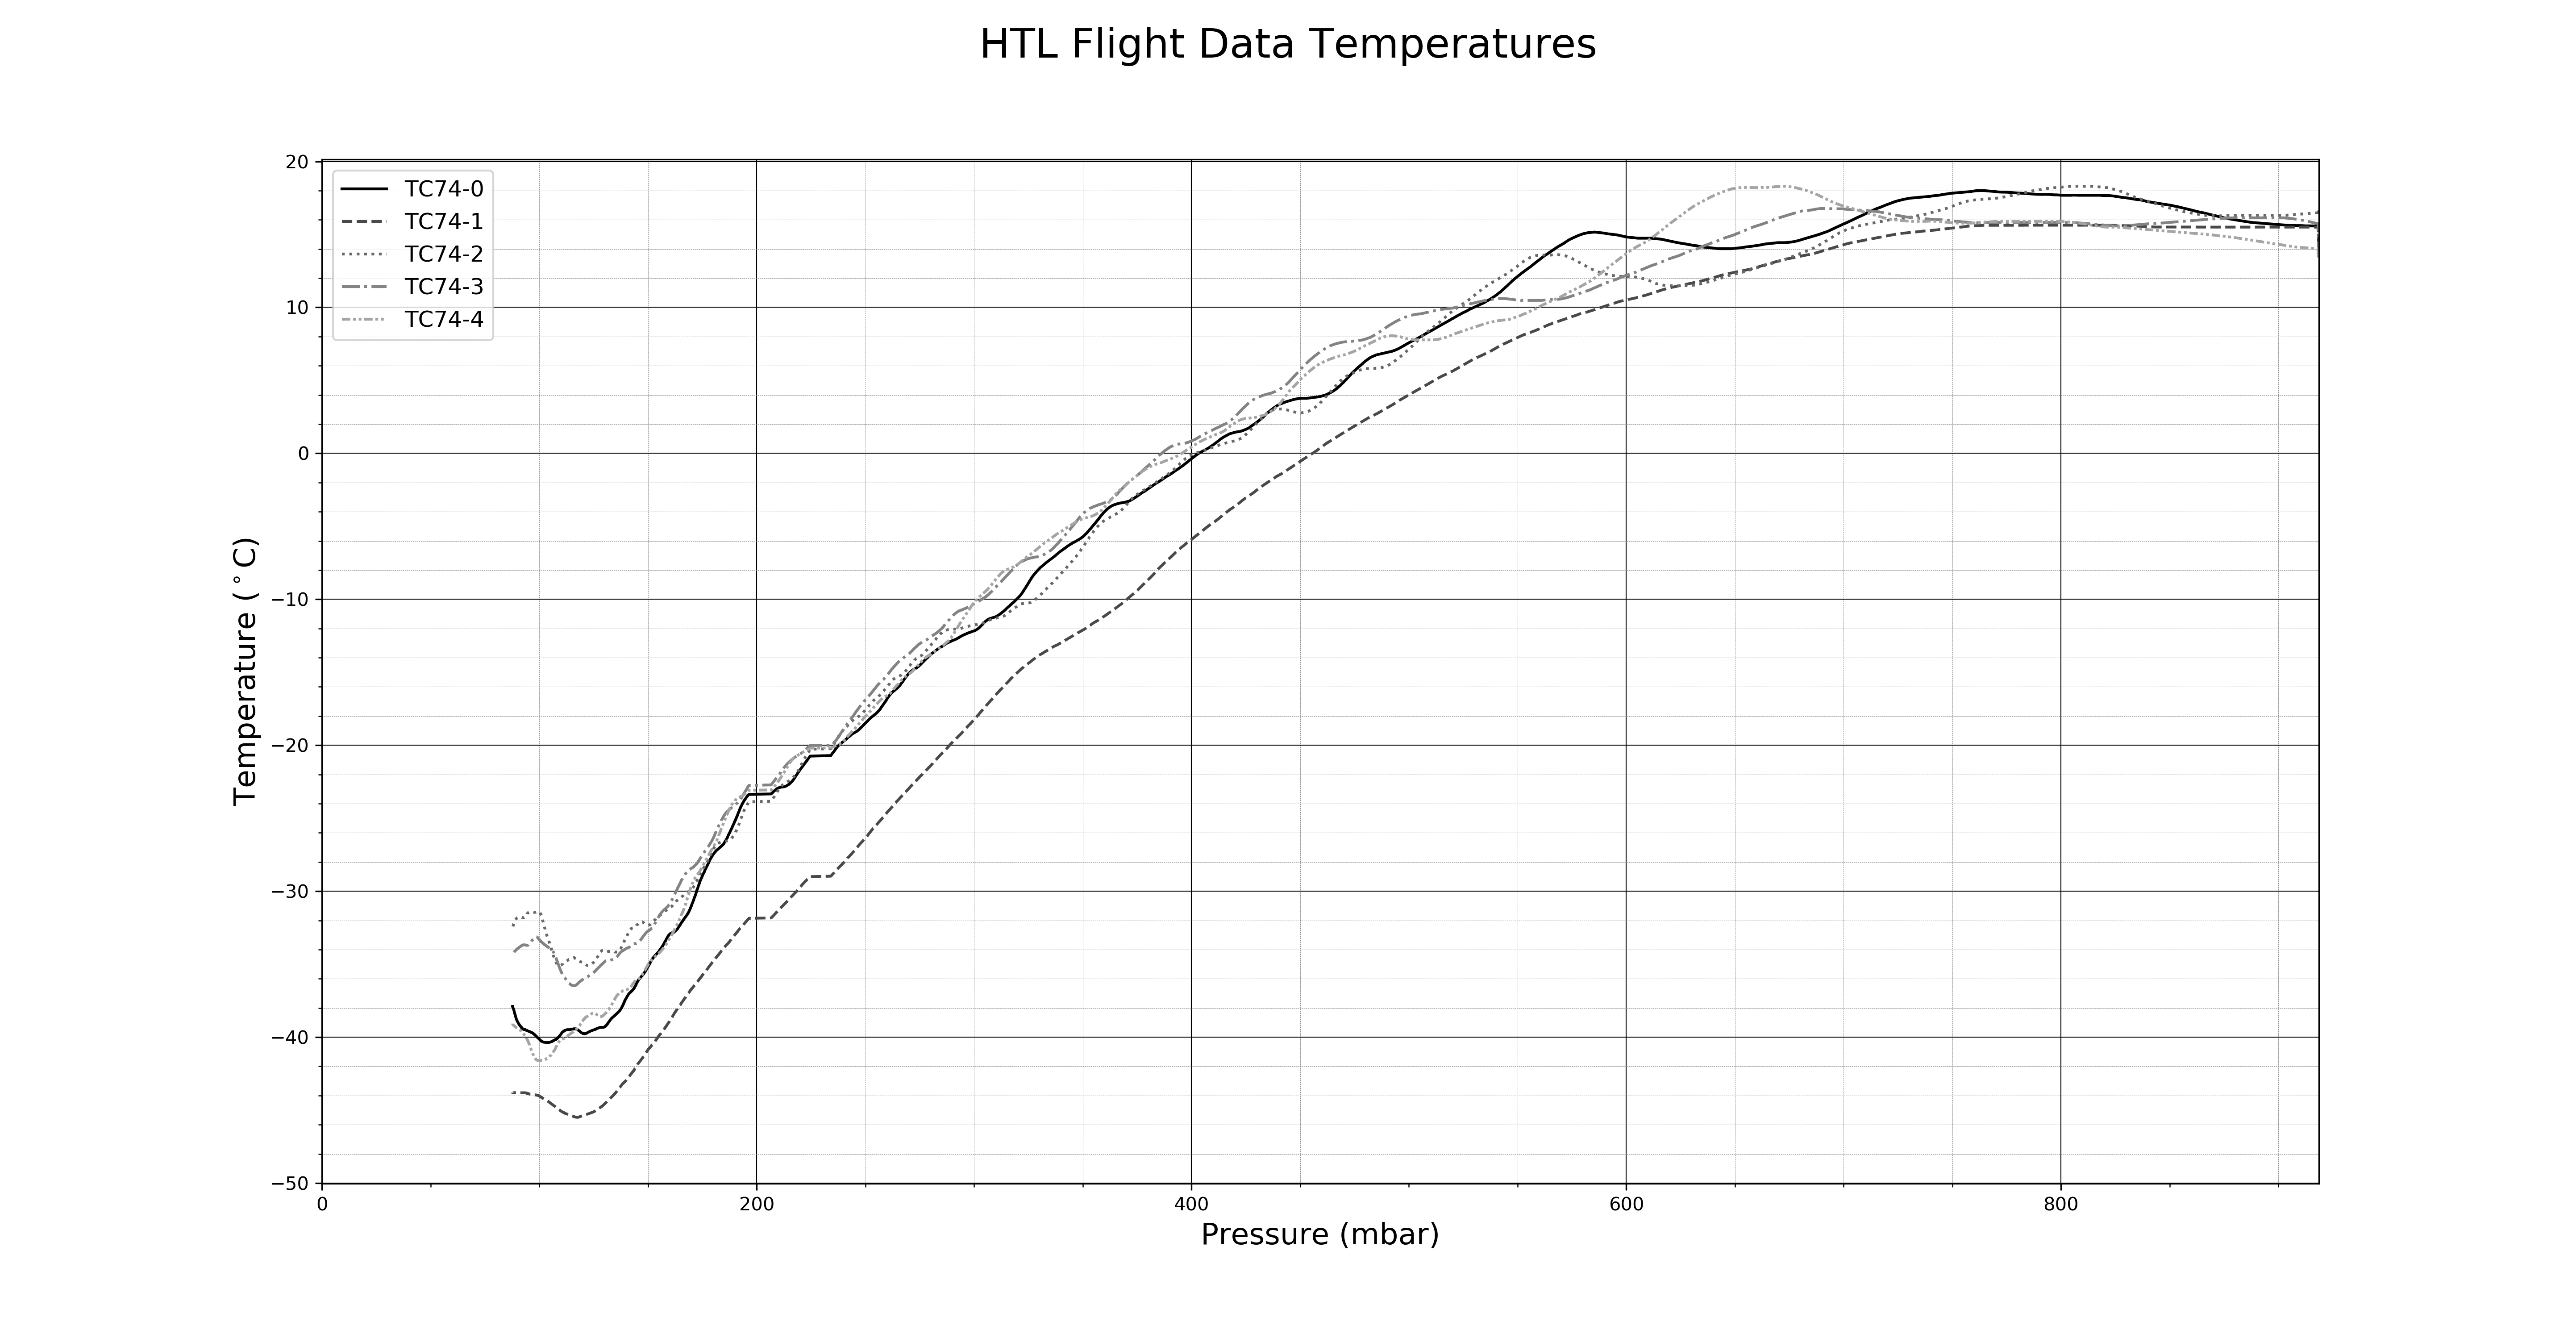 HTL Flight Data Temperatures
20
10
0
−10
−20
−30
−40
−50
Temperature (°C)
TC74-0
TC74-1
TC74-2
TC74-3
TC74-4
0 200 400 600 800
Pressure (mbar)